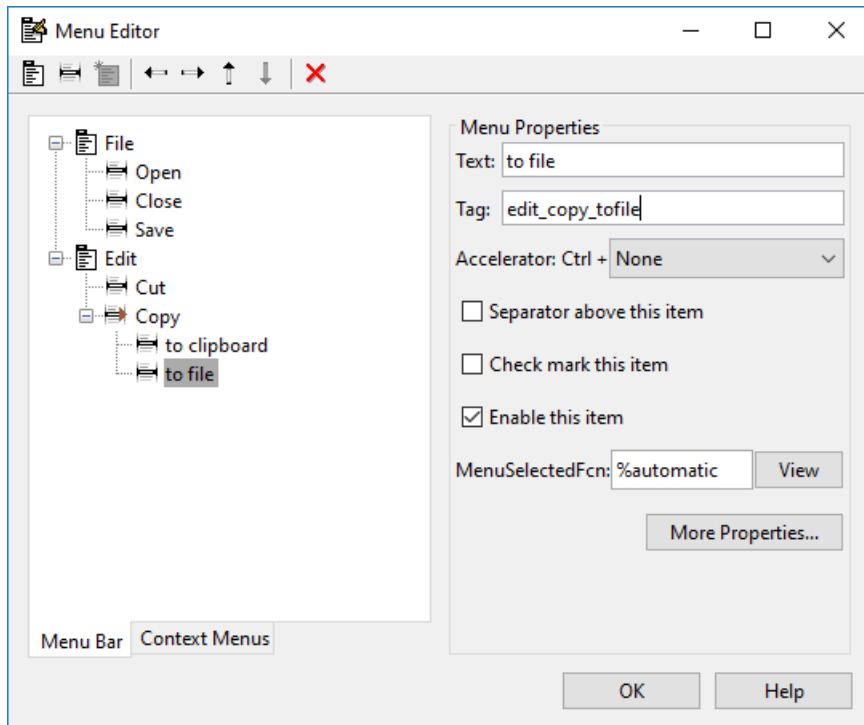 Menu Editor
File
Open
Close
Save
Edit
Cut
Copy
to clipboard
to file
Menu Bar
Context Menus
Menu Properties
Text: to file
Tag: edit_copy_tofile
Accelerator: Ctrl + None
Separator above this item
Check mark this item
Enable this item
MenuSelectedFcn: %automatic View
More Properties...
OK
Help